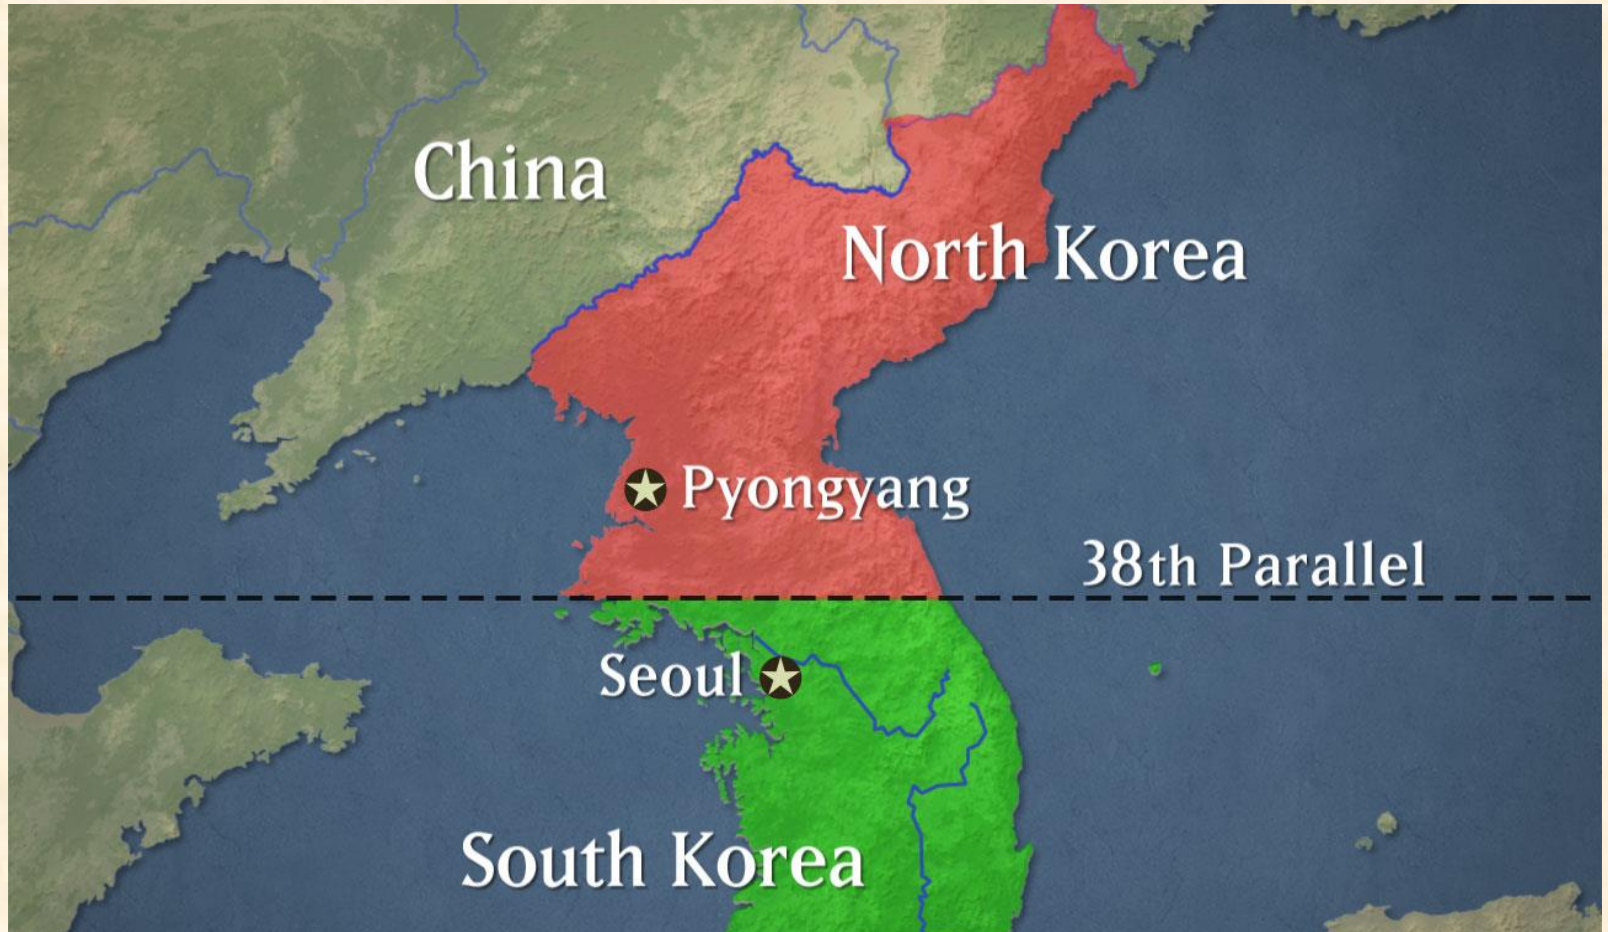 China
North Korea
Pyongyang
38th Parallel
Seoul
South Korea